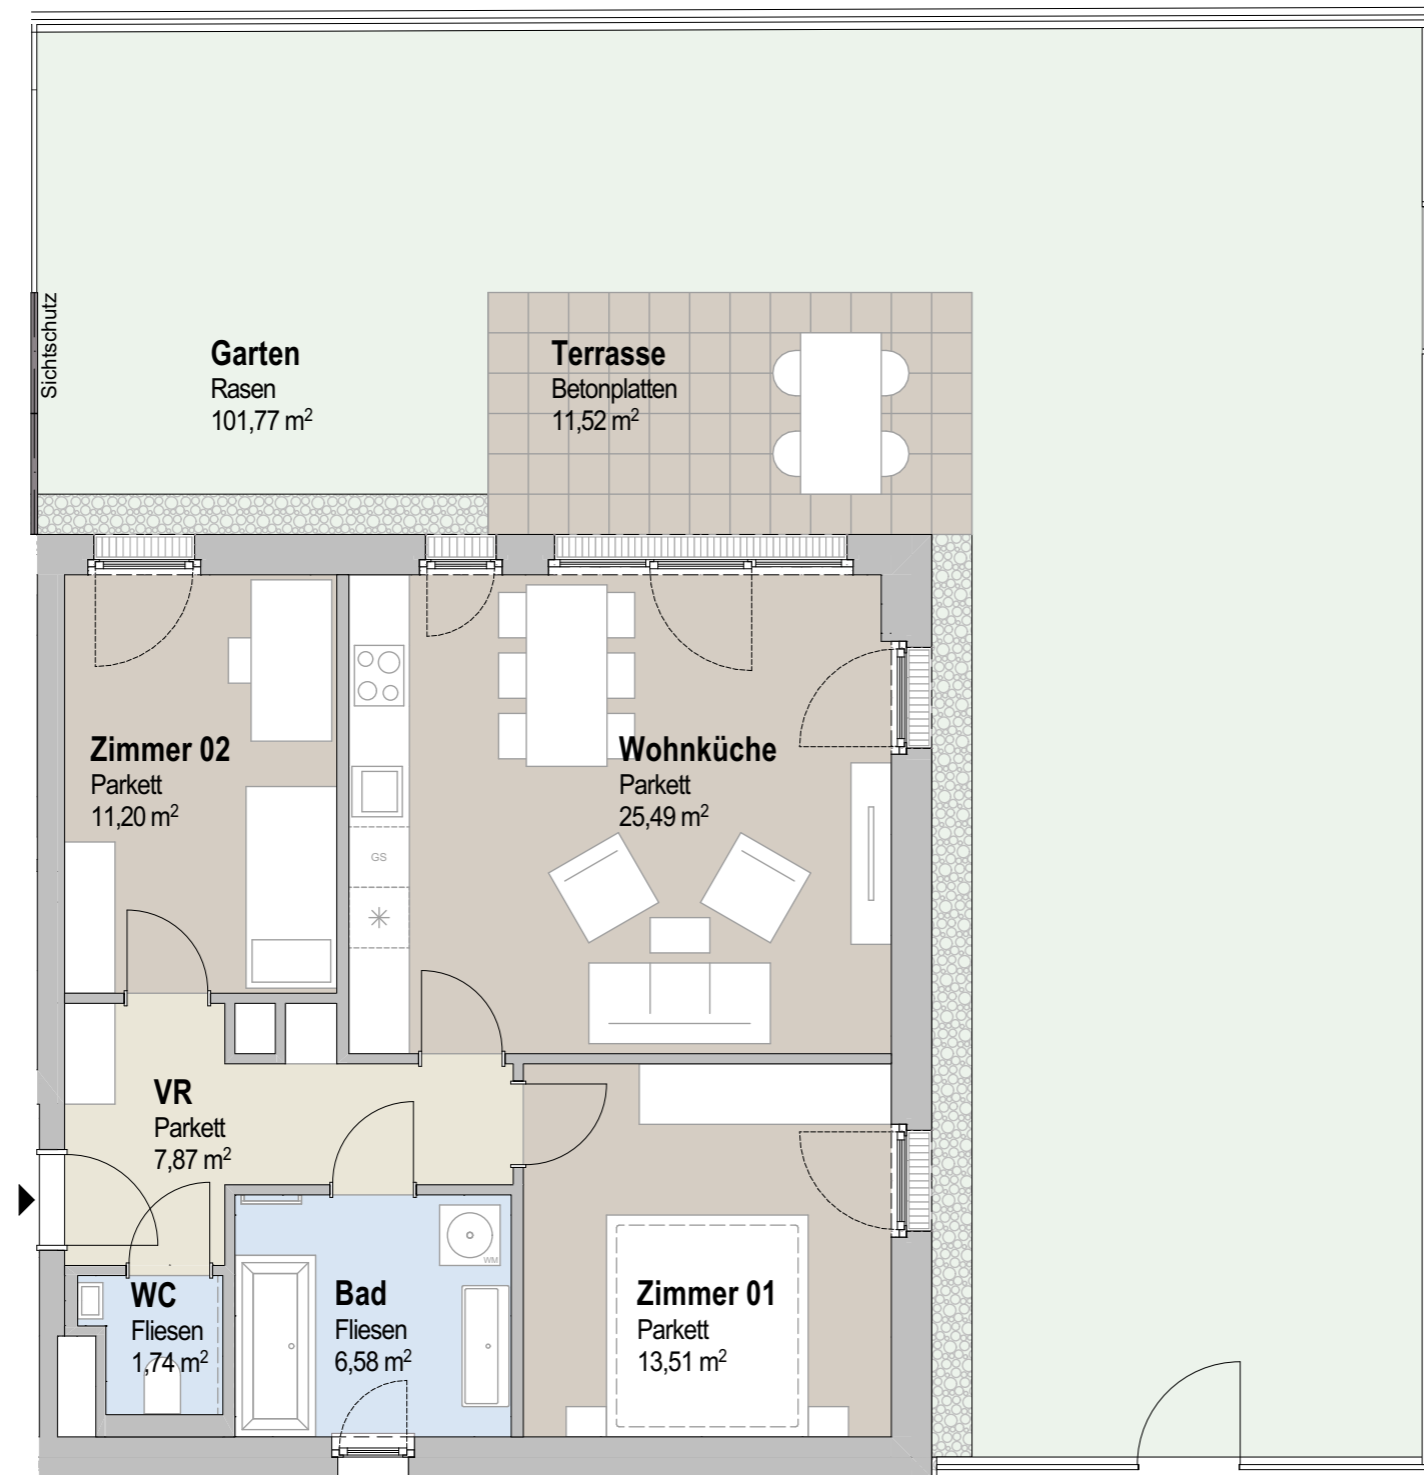 Sichtschutz
Garten
Rasen
101,77 m²
Terrasse
Betonplatten
11,52 m²
Zimmer 02
Parkett
11,20 m²
Wohnküche
Parkett
25,49 m²
GS
VR
Parkett
7,87 m²
WM
WC
Fliesen
1,74 m²
Bad
Fliesen
6,58 m²
Zimmer 01
Parkett
13,51 m²